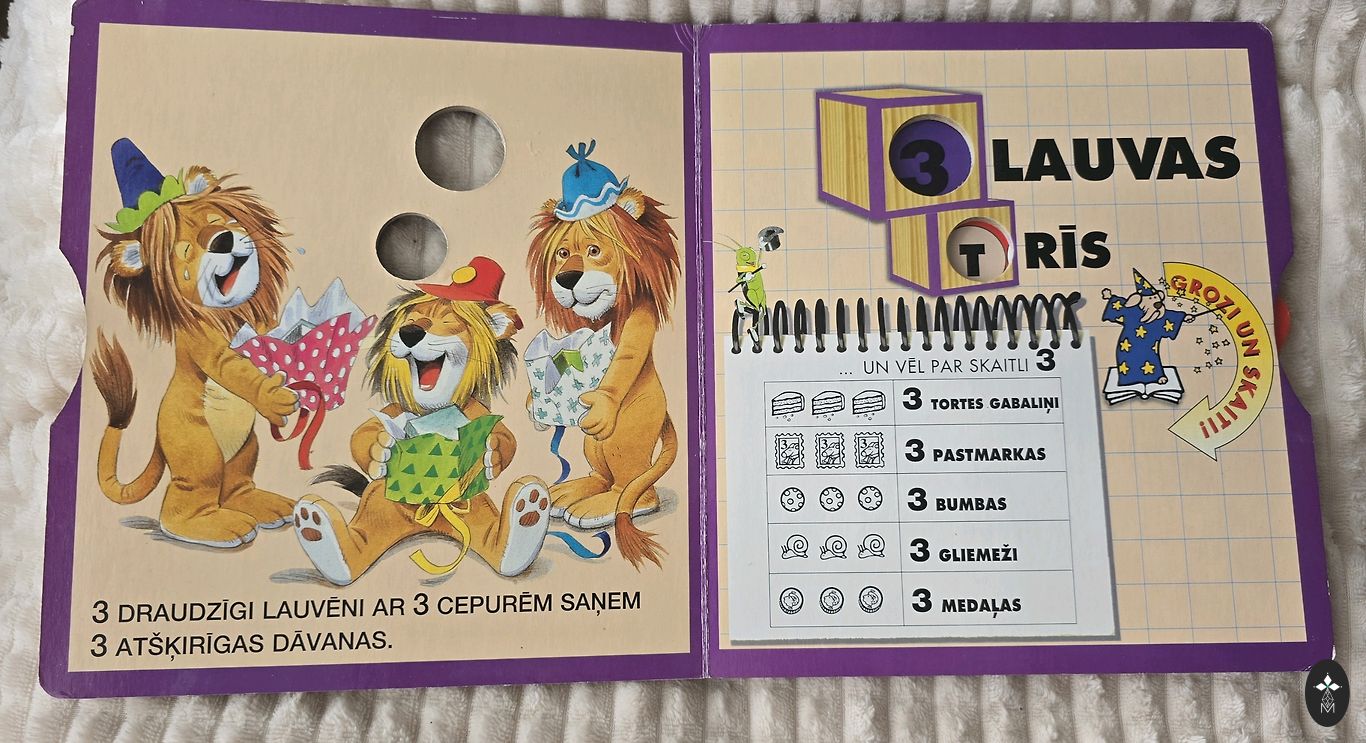 3 DRAUDZĪGI LAUVĒNI AR 3 CEPURĒM SAŅEM
3 ATŠĶIRĪGAS DĀVANAS.
3 LAUVAS
TRĪS
GROZI UN SKAITI!!
... UN VĒL PAR SKAITLI 3
3 TORTES GABALIŅI
3 PASTMARKAS
3 BUMBAS
3 GLIEMEŽI
3 MEDAĻAS
M